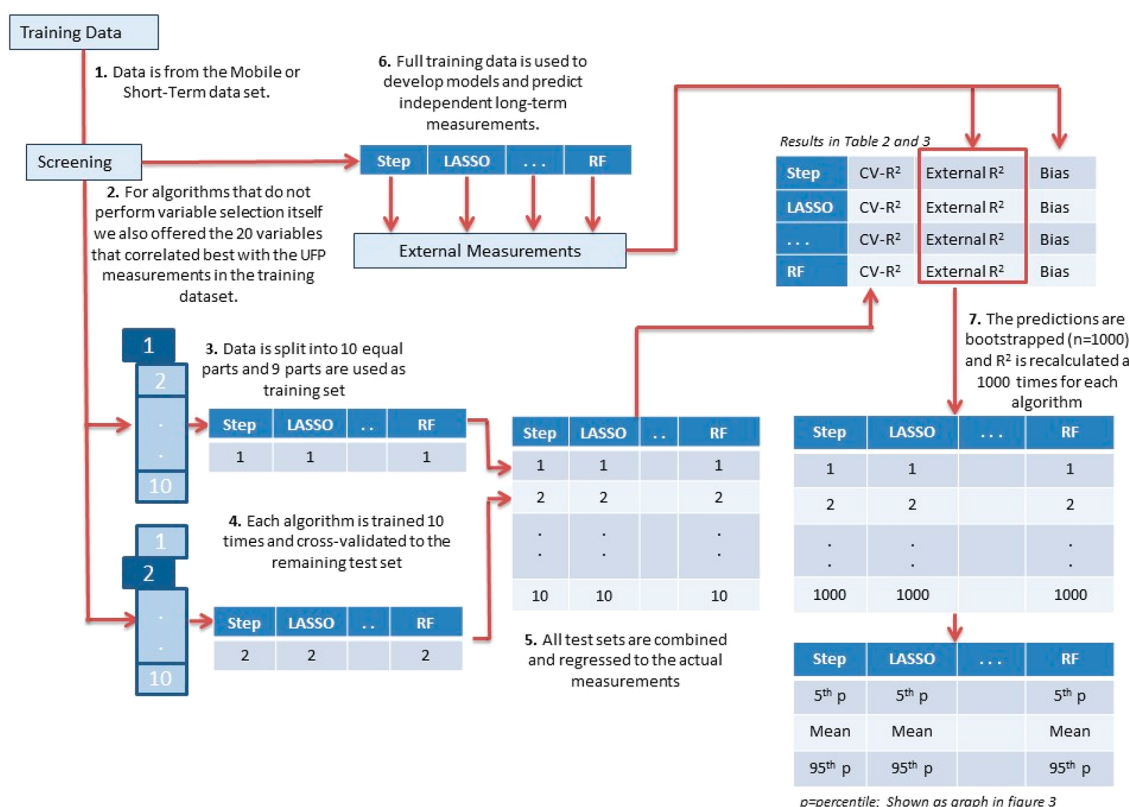 Training Data
1. Data is from the Mobile or
Short-Term data set.
Screening
2. For algorithms that do not
perform variable selection itself
we also offered the 20 variables
that correlated best with the UFP
measurements in the training
dataset.
6. Full training data is used to
develop models and predict
independent long-term
measurements.
Step LASSO ... RF
External Measurements
Results in Table 2 and 3
Step CV-R² External R² Bias
LASSO CV-R² External R² Bias
... CV-R² External R² Bias
RF CV-R² External R² Bias
1
2
.
.
10
3. Data is split into 10 equal
parts and 9 parts are used as
training set
Step LASSO .. RF
1 1 1
4. Each algorithm is trained 10
times and cross-validated to the
remaining test set
1
2
.
.
10
Step LASSO .. RF
2 2 2
Step LASSO .. RF
1 1 1
2 2 2
. . .
. . .
10 10 10
5. All test sets are combined
and regressed to the actual
measurements
7. The predictions are
bootstrapped (n=1000)
and R² is recalculated a
1000 times for each
algorithm
Step LASSO ... RF
1 1 1
2 2 2
. . .
. . .
1000 1000 1000
Step LASSO ... RF
5th p 5th p 5th p
Mean Mean Mean
95th p 95th p 95th p
p=percentile; Shown as graph in figure 3